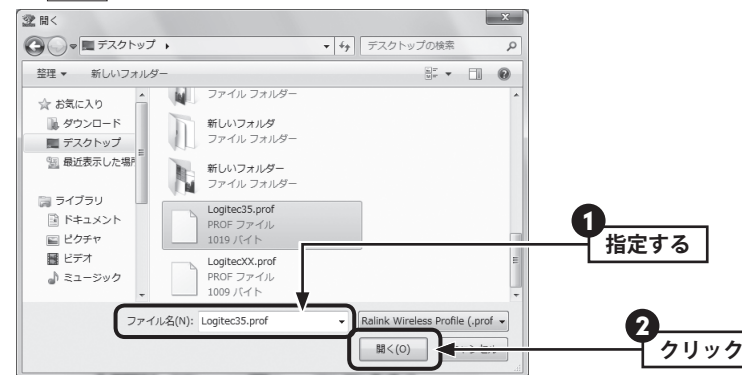 開く
デスクトップ
デスクトップの検索
整理 新しいフォルダー
お気に入り
ダウンロード
デスクトップ
最近表示した場所
ライブラリ
ドキュメント
ピクチャ
ビデオ
ミュージック
ファイル フォルダー
新しいフォルダ
ファイル フォルダー
新しいフォルダー
ファイル フォルダー
Logitec35.prof
PROF ファイル
1019 バイト
LogitecXX.prof
PROF ファイル
1009 バイト
ファイル名(N): Logitec35.prof
Ralink Wireless Profile (.prof
開く(O)
1
指定する
2
クリック